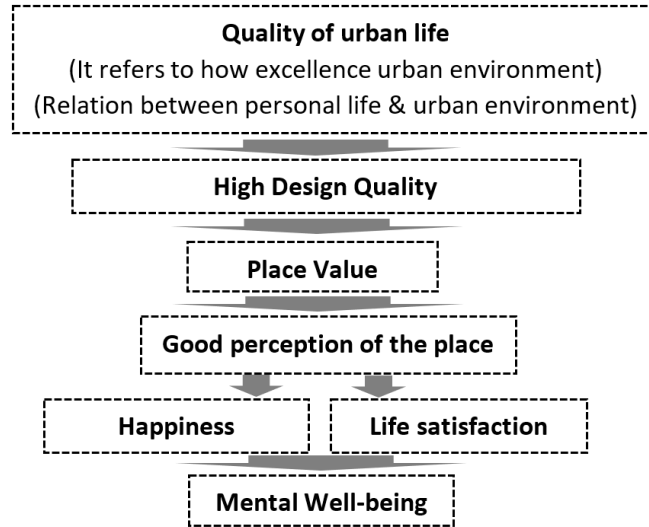 Quality of urban life
(It refers to how excellence urban environment)
(Relation between personal life & urban environment)
High Design Quality
Place Value
Good perception of the place
Happiness
Life satisfaction
Mental Well-being